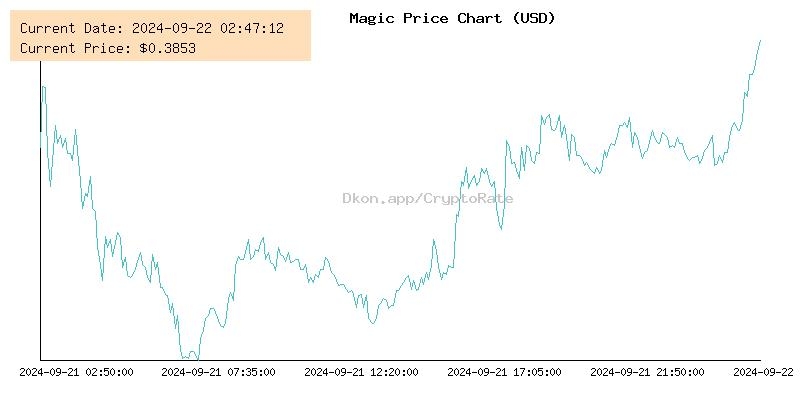 Magic Price Chart (USD)
Current Date: 2024-09-22 02:47:12
Current Price: $0.3853
Dkon.app/CryptoRate
2024-09-21 02:50:00 2024-09-21 07:35:00 2024-09-21 12:20:00 2024-09-21 17:05:00 2024-09-21 21:50:00 2024-09-22